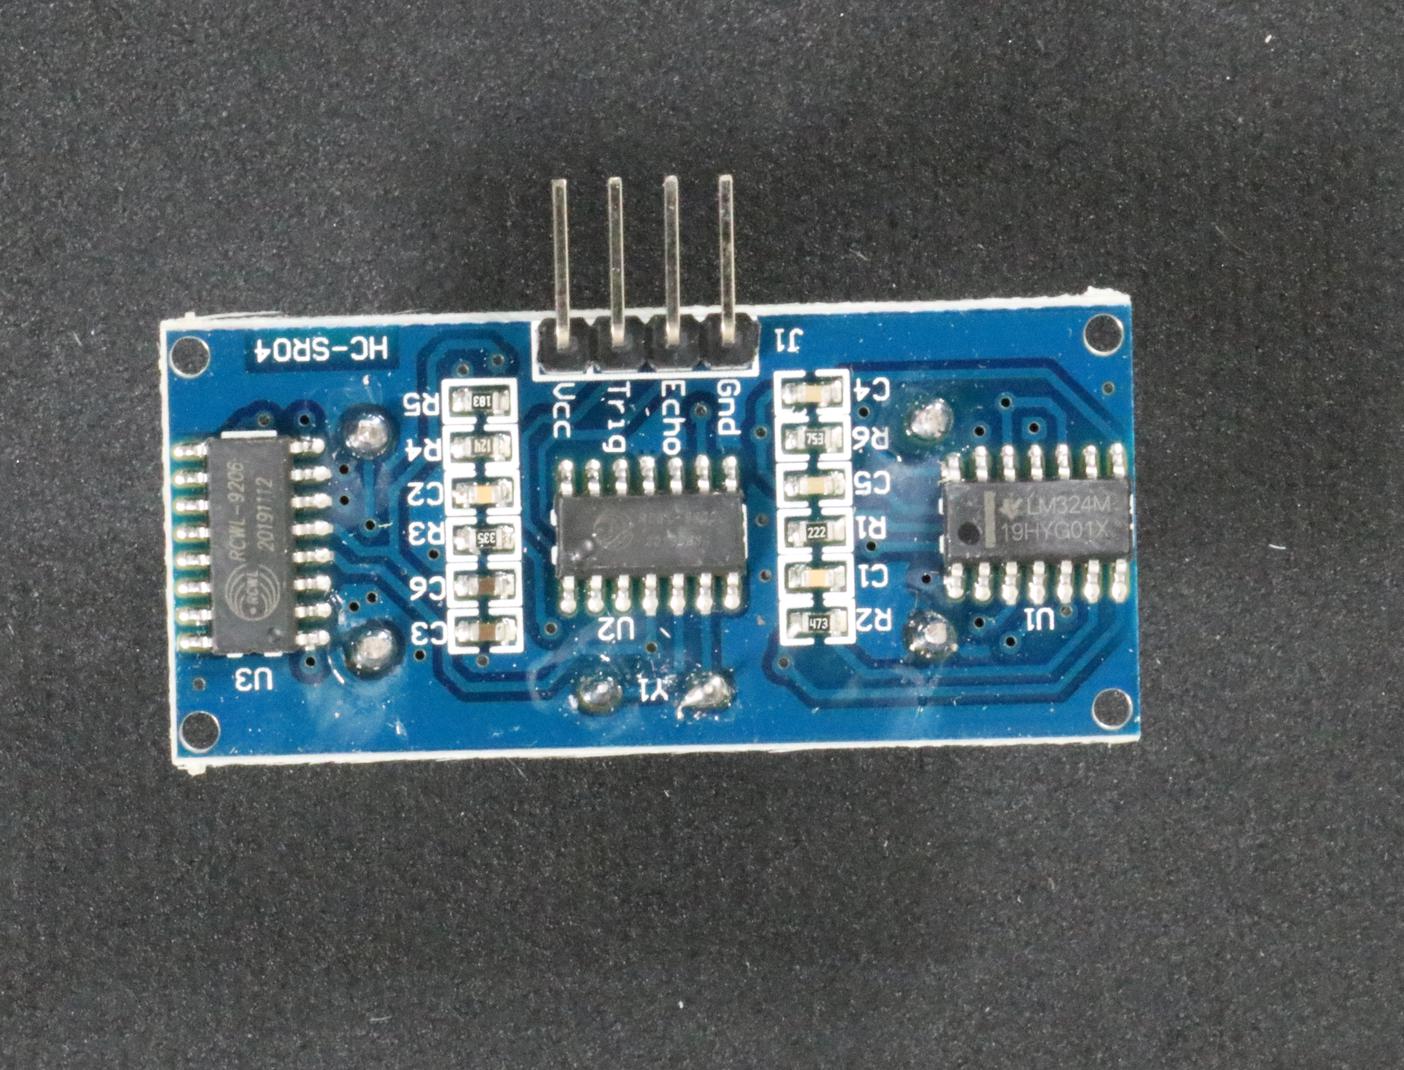 HC-SR04
J1
Vcc
Trig
Echo
Gnd
R5
183
R4
124
C2
R3
335
C6
C3
C4
R6
753
C5
R1
222
C1
R2
473
RCWL-9206
20191112
RCWL
U3
U2
Y1
LM324M
19HYG01X
U1